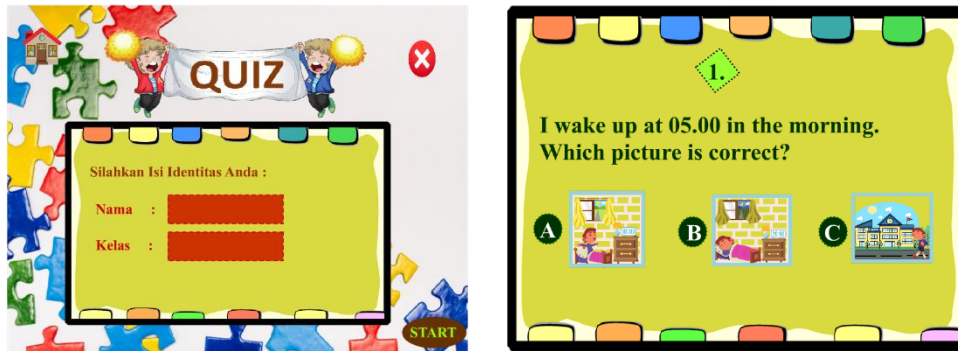 QUIZ
Silahkan Isi Identitas Anda :
Nama :
Kelas :
START
1.
I wake up at 05.00 in the morning.
Which picture is correct?
A
B
C